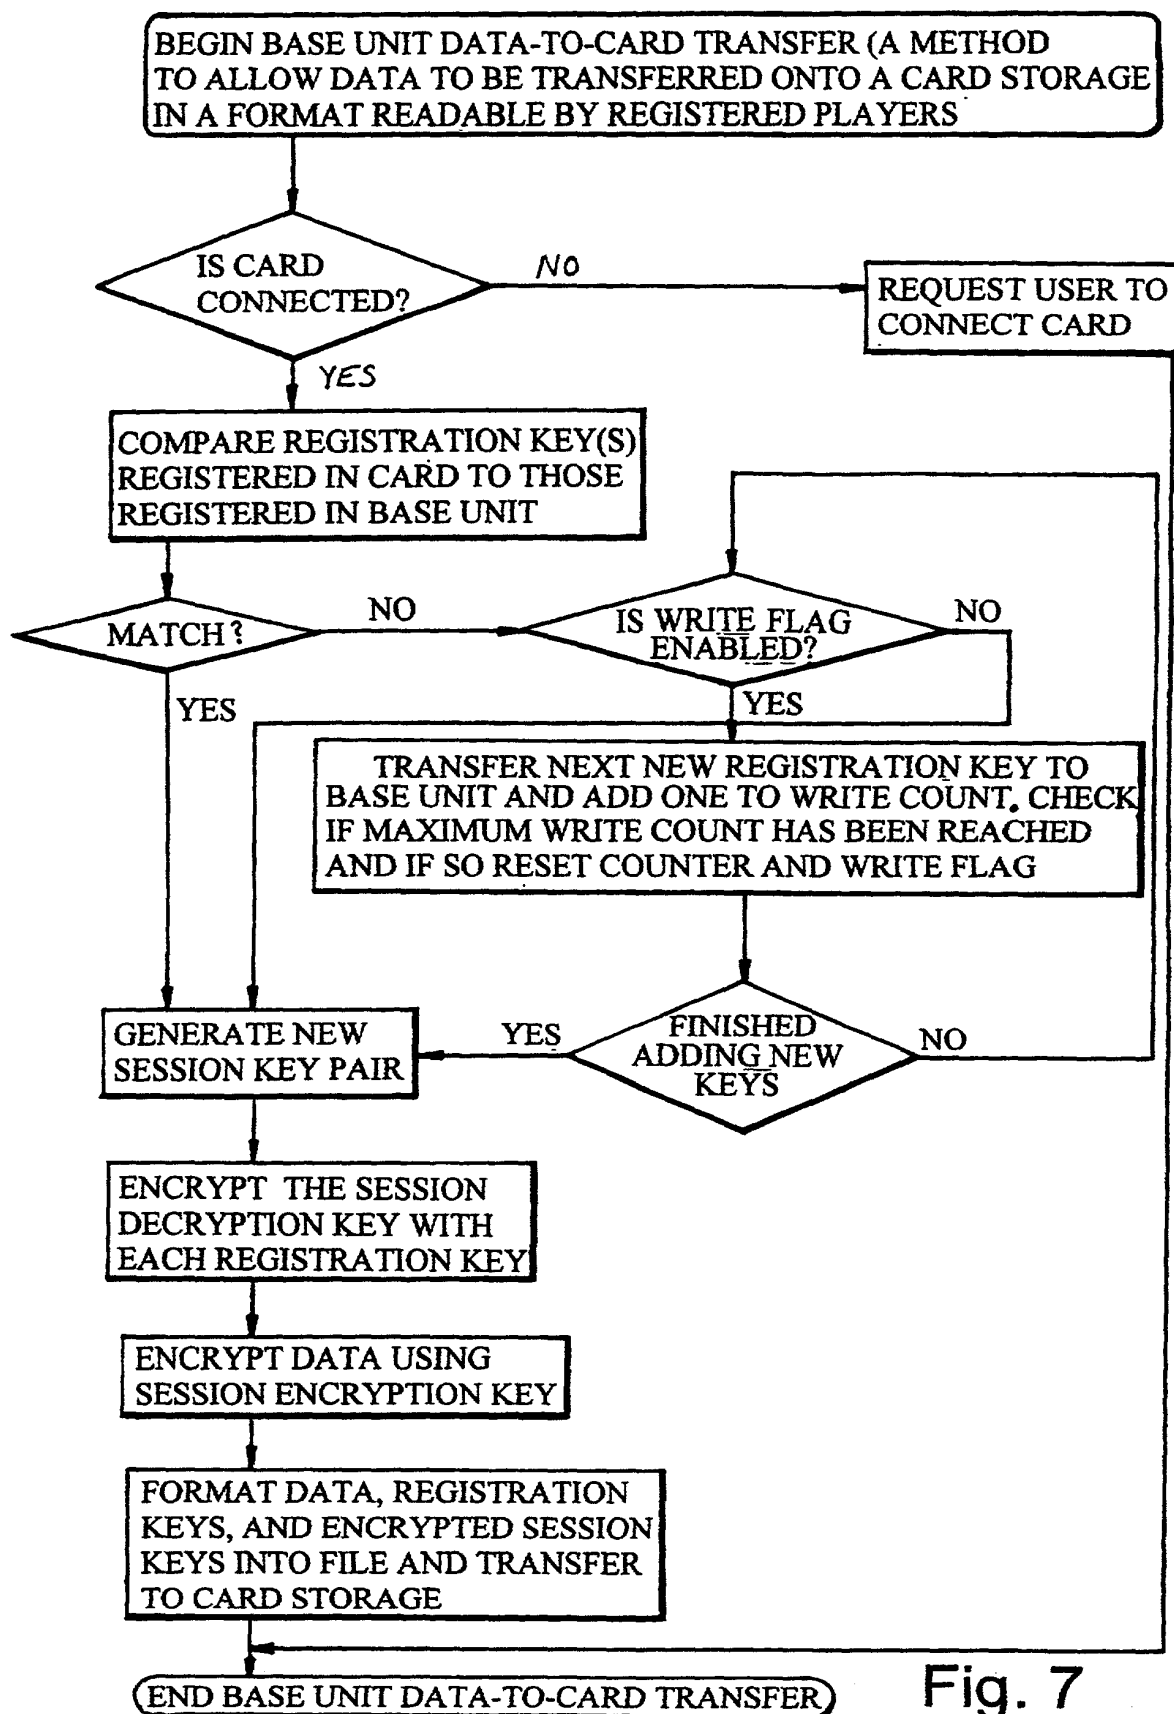 BEGIN BASE UNIT DATA-TO-CARD TRANSFER (A METHOD
TO ALLOW DATA TO BE TRANSFERRED ONTO A CARD STORAGE
IN A FORMAT READABLE BY REGISTERED PLAYERS
IS CARD
CONNECTED?
NO
REQUEST USER TO
CONNECT CARD
YES
COMPARE REGISTRATION KEY(S)
REGISTERED IN CARD TO THOSE
REGISTERED IN BASE UNIT
MATCH?
NO
IS WRITE FLAG
ENABLED?
NO
YES
YES
TRANSFER NEXT NEW REGISTRATION KEY TO
BASE UNIT AND ADD ONE TO WRITE COUNT. CHECK
IF MAXIMUM WRITE COUNT HAS BEEN REACHED
AND IF SO RESET COUNTER AND WRITE FLAG
GENERATE NEW
SESSION KEY PAIR
YES
FINISHED
ADDING NEW
KEYS
NO
ENCRYPT THE SESSION
DECRYPTION KEY WITH
EACH REGISTRATION KEY
ENCRYPT DATA USING
SESSION ENCRYPTION KEY
FORMAT DATA, REGISTRATION
KEYS, AND ENCRYPTED SESSION
KEYS INTO FILE AND TRANSFER
TO CARD STORAGE
END BASE UNIT DATA-TO-CARD TRANSFER
Fig. 7